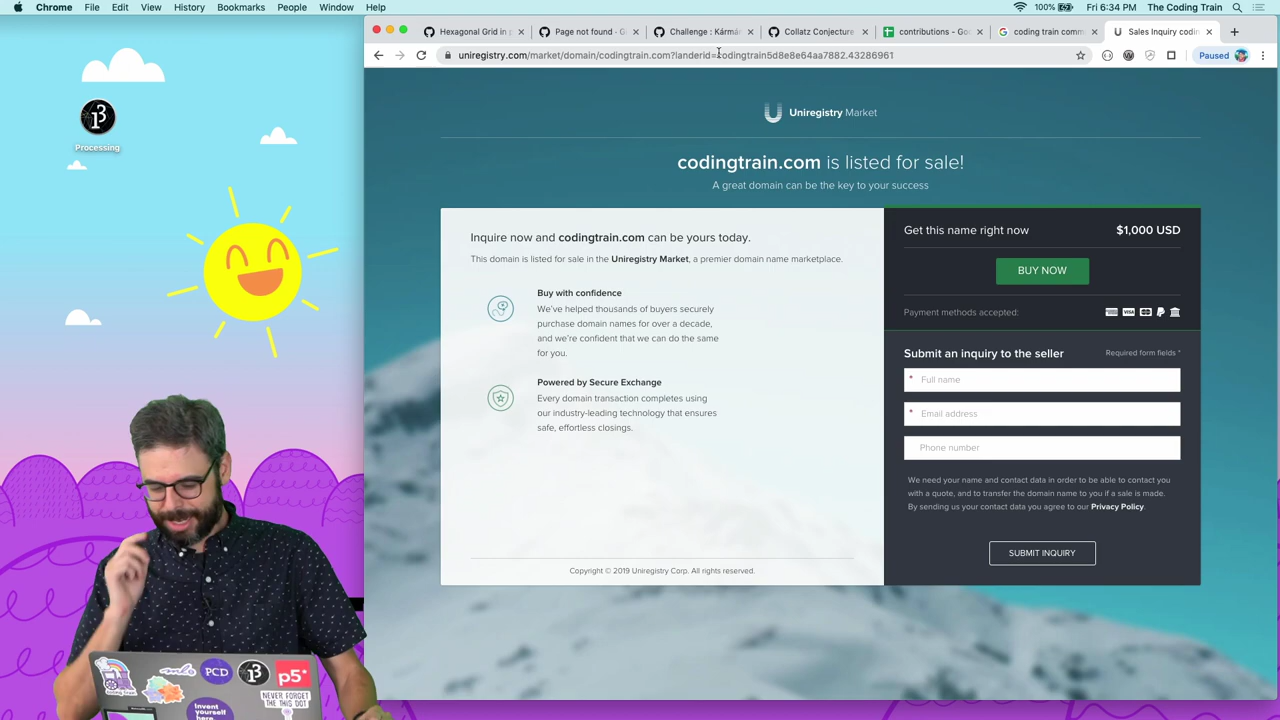 Chrome File Edit View History Bookmarks People Window Help
100% Fri 6:34 PM The Coding Train
Hexagonal Grid in p
Page not found · G
Challenge : Kármá
Collatz Conjecture
contributions - Goo
coding train comm
Sales Inquiry codin
uniregistry.com/market/domain/codingtrain.com?landerid=codingtrain5d8e8e64aa7882.43286961
Paused
Processing
Uniregistry Market
codingtrain.com is listed for sale!
A great domain can be the key to your success
Inquire now and codingtrain.com can be yours today.
This domain is listed for sale in the Uniregistry Market, a premier domain name marketplace.
Buy with confidence
We've helped thousands of buyers securely
purchase domain names for over a decade,
and we're confident that we can do the same
for you.
Powered by Secure Exchange
Every domain transaction completes using
our industry-leading technology that ensures
safe, effortless closings.
Copyright © 2019 Uniregistry Corp. All rights reserved.
Get this name right now $1,000 USD
BUY NOW
Payment methods accepted:
VISA
Submit an inquiry to the seller Required form fields *
* Full name
* Email address
Phone number
We need your name and contact data in order to be able to contact you
with a quote, and to transfer the domain name to you if a sale is made.
By sending us your contact data you agree to our Privacy Policy.
SUBMIT INQUIRY
PCD
p5*
NEVER FORGET
THE THIS DOT
Invent
yourself